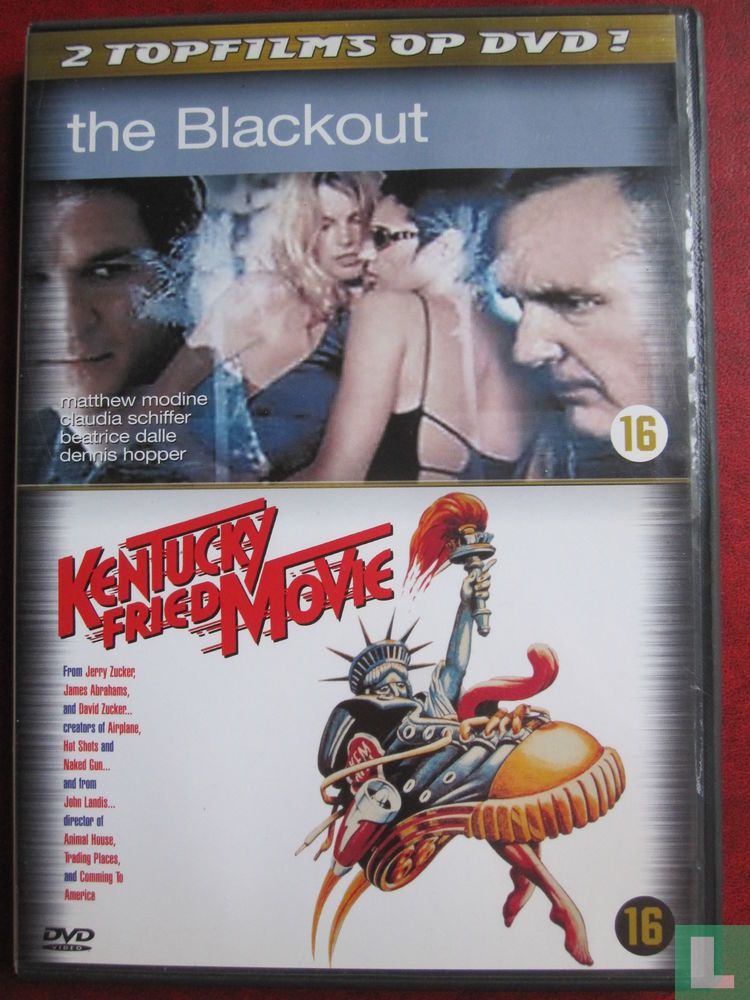 2 TOPFILMS OP DVD!
the Blackout
matthew modine
claudia schiffer
beatrice dalle
dennis hopper
16
KENTUCKY
FRIED MOVIE
From Jerry Zucker,
James Abrahams,
and David Zucker...
creators of Airplane,
Hot Shots and
Naked Gun...
and from
John Landis...
director of
Animal House,
Trading Places,
and Comming To
America
DVD
VIDEO
16
L